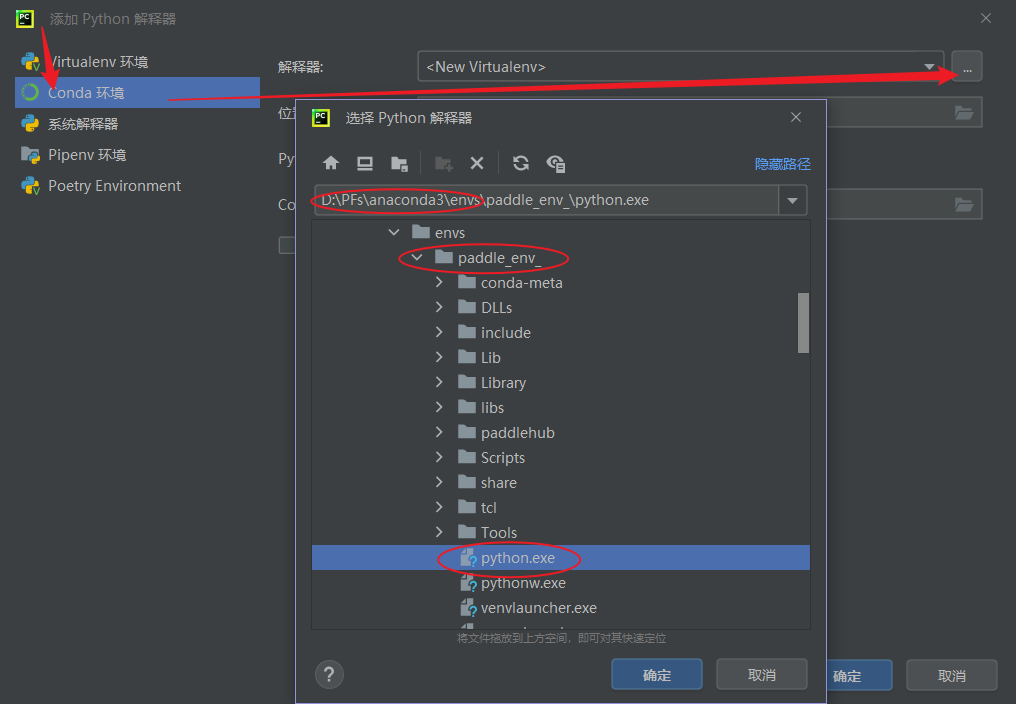 添加 Python 解释器
Virtualenv 环境
Conda 环境
系统解释器
Pipenv 环境
Poetry Environment
解释器:
<New Virtualenv>
...
位
Py
Co
选择 Python 解释器
隐藏路径
D:\PFs\anaconda3\envs\paddle_env_\python.exe
envs
paddle_env_
conda-meta
DLLs
include
Lib
Library
libs
paddlehub
Scripts
share
tcl
Tools
python.exe
pythonw.exe
venvlauncher.exe
将文件拖放到上方空间，即可对其快速定位
?
确定
取消
确定
取消